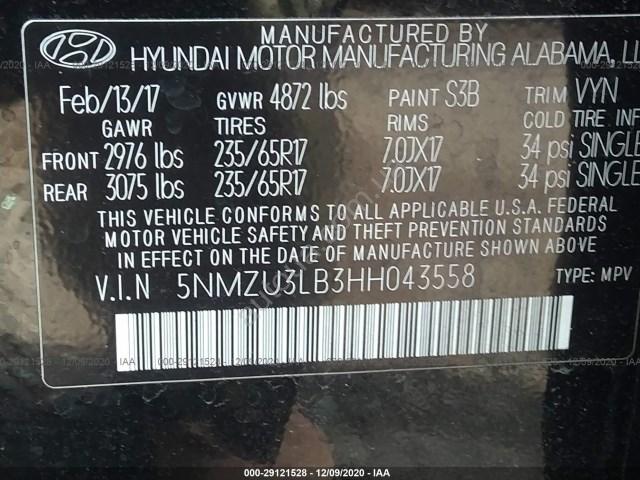 MANUFACTURED BY
HYUNDAI MOTOR MANUFACTURING ALABAMA, LL
Feb/13/17 GVWR 4872 lbs PAINT S3B TRIM VYN
GAWR TIRES RIMS COLD TIRE INF
FRONT 2976 lbs 235/65R17 7.0JX17 34 psi SINGLE
REAR 3075 lbs 235/65R17 7.0JX17 34 psi SINGLE
THIS VEHICLE CONFORMS TO ALL APPLICABLE U.S.A. FEDERAL
MOTOR VEHICLE SAFETY AND THEFT PREVENTION STANDARDS
IN EFFECT ON THE DATE OF MANUFACTURE SHOWN ABOVE.
V.I.N 5NMZU3LB3HH043558 TYPE: MPV
000-29121528 - 12/09/2020 - IAA